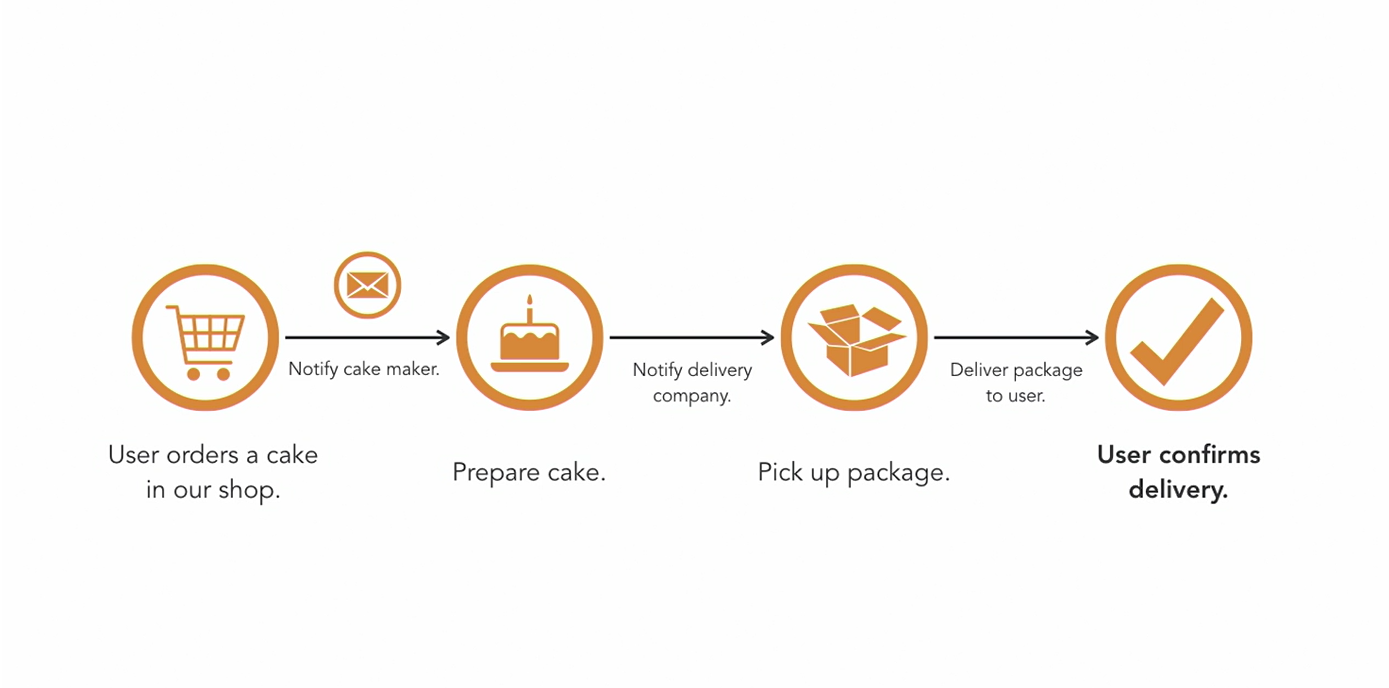 Notify cake maker.
Notify delivery
company.
Deliver package
to user.
User orders a cake
in our shop.
Prepare cake.
Pick up package.
User confirms
delivery.